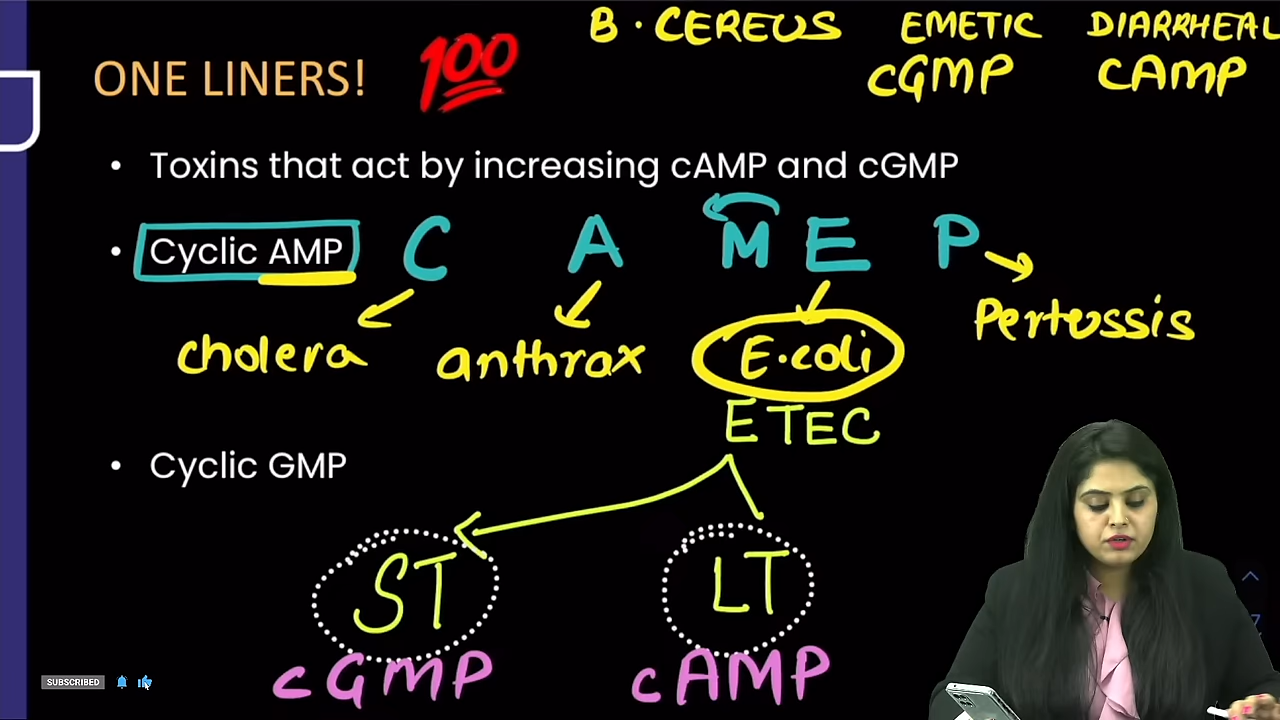 B. CEREUS EMETIC DIARRHEAL
cGMP cAMP
ONE LINERS! 100
• Toxins that act by increasing cAMP and cGMP
• Cyclic AMP C A M E P
cholera anthrax E.coli Pertussis
ETEC
• Cyclic GMP
ST LT
cGMP cAMP
SUBSCRIBED